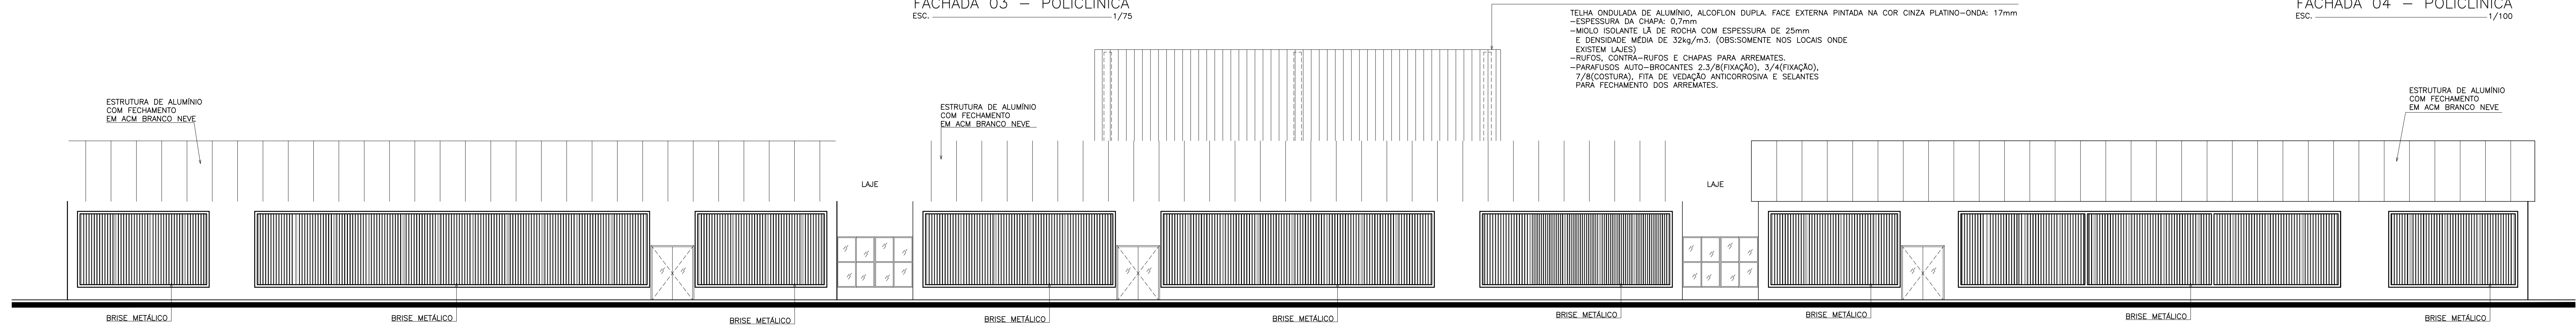 FACHADA 03 – POLICLÍNICA
ESC. 1/75
FACHADA 04 – POLICLÍNICA
ESC. 1/100
TELHA ONDULADA DE ALUMÍNIO, ALCOFLON DUPLA. FACE EXTERNA PINTADA NA COR CINZA PLATINO–ONDA: 17mm
–ESPESSURA DA CHAPA: 0,7mm
–MIOLO ISOLANTE LÃ DE ROCHA COM ESPESSURA DE 25mm
E DENSIDADE MÉDIA DE 32kg/m3. (OBS:SOMENTE NOS LOCAIS ONDE
EXISTEM LAJES)
–RUFOS, CONTRA–RUFOS E CHAPAS PARA ARREMATES.
–PARAFUSOS AUTO–BROCANTES 2.3/8(FIXAÇÃO), 3/4(FIXAÇÃO),
7/8(COSTURA), FITA DE VEDAÇÃO ANTICORROSIVA E SELANTES
PARA FECHAMENTO DOS ARREMATES.
ESTRUTURA DE ALUMÍNIO
COM FECHAMENTO
EM ACM BRANCO NEVE
ESTRUTURA DE ALUMÍNIO
COM FECHAMENTO
EM ACM BRANCO NEVE
ESTRUTURA DE ALUMÍNIO
COM FECHAMENTO
EM ACM BRANCO NEVE
LAJE
LAJE
BRISE METÁLICO
BRISE METÁLICO
BRISE METÁLICO
BRISE METÁLICO
BRISE METÁLICO
BRISE METÁLICO
BRISE METÁLICO
BRISE METÁLICO
BRISE METÁLICO